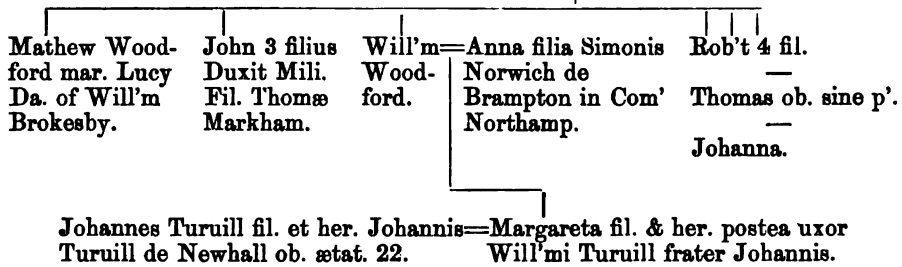 Mathew Wood-
ford mar. Lucy
Da. of Will'm
Brokesby.
John 3 filius
Duxit Mili.
Fil. Thomæ
Markham.
Will'm=Anna filia Simonis
Wood-
ford.
Norwich de
Brampton in Com'
Northamp.
Rob't 4 fil.
—
Thomas ob. sine p'.
—
Johanna.
Johannes Turuill fil. et her. Johannis=Margareta fil. & her. postea uxor
Turuill de Newhall ob. ætat. 22.
Will'mi Turuill frater Johannis.